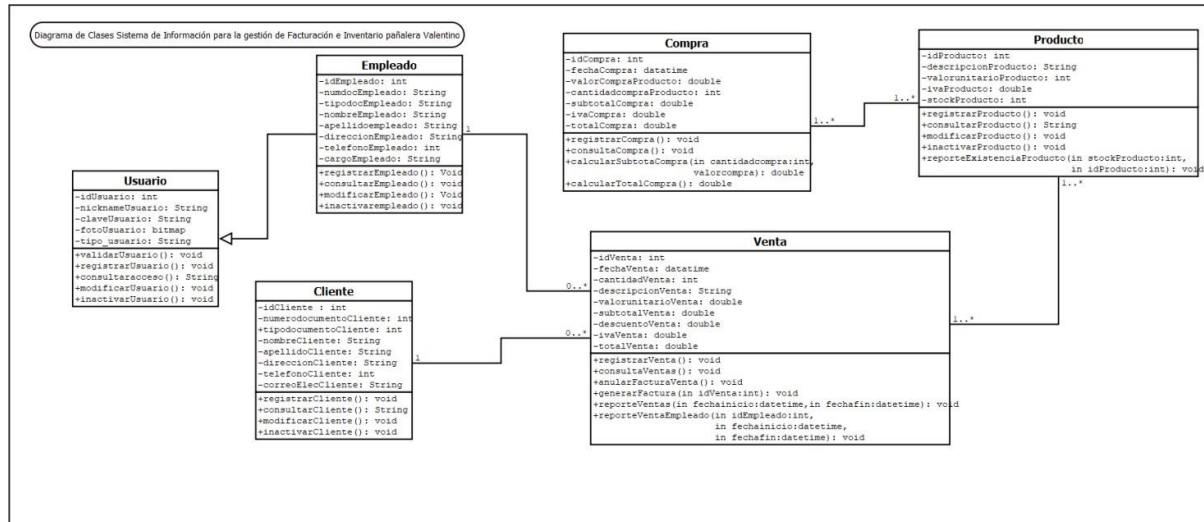 Diagrama de Clases Sistema de Información para la gestión de Facturación e Inventario pañalera Valentino
Empleado
-idEmpleado: int
-numdocEmpleado: String
-tipodocEmpleado: String
-nombreEmpleado: String
-apellidoempleado: String
-direccionEmpleado: String
-telefonoEmpleado: int
-cargoEmpleado: String
+registrarEmpleado(): Void
+consultarEmpleado(): void
+modificarEmpleado(): Void
+inactivarempleado(): void
1
Compra
-idCompra: int
-fechaCompra: datatime
-valorCompraProducto: double
-cantidadcompraProducto: int
-subtotalCompra: double
-ivaCompra: double
-totalCompra: double
+registrarCompra(): void
+consultaCompra(): void
+calcularSubtotaCompra(in cantidadcompra:int,
valorcompra): double
+calcularTotalCompra(): double
1..*
1..*
Producto
-idProducto: int
-descripcionProducto: String
-valorunitarioProducto: int
-ivaProducto: double
-stockProducto: int
+registrarProducto(): void
+consultarProducto(): String
+modificarProducto(): void
+inactivarProducto(): void
+reporteExistenciaProducto(in stockProducto:int,
in idProducto:int): void
1..*
Usuario
-idUsuario: int
-nicknameUsuario: String
-claveUsuario: String
-fotoUsuario: bitmap
-tipo_usuario: String
+validarUsuario(): void
+registrarUsuario(): void
+consultaracceso(): String
+modificarUsuario(): void
+inactivarUsuario(): void
Cliente
-idCliente : int
-numerodocumentoCliente: int
+tipodocumentoCliente: int
-nombreCliente: String
-apellidoCliente: String
-direccionCliente: String
-telefonoCliente: int
-correoElecCliente: String
+registrarCliente(): void
+consultarCliente(): String
+modificarCliente(): void
+inactivarCliente(): void
1
0..*
0..*
Venta
-idVenta: int
-fechaVenta: datatime
-cantidadVenta: int
-descripcionVenta: String
-valorunitarioVenta: double
-subtotalVenta: double
-descuentoVenta: double
-ivaVenta: double
-totalVenta: double
+registrarVenta(): void
+consultaVentas(): void
+anularFacturaVenta(): void
+generarFactura(in idVenta:int): void
+reporteVentas(in fechainicio:datetime,in fechafin:datetime): void
+reporteVentaEmpleado(in idEmpleado:int,
in fechainicio:datetime,
in fechafin:datetime): void
1..*